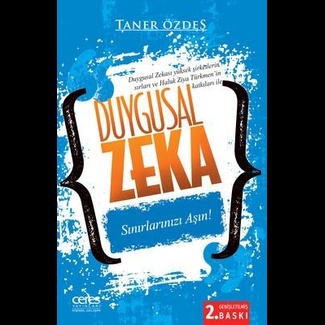 TANER ÖZDEŞ
Duygusal Zekası yüksek şirketlerin
sırları ve Haluk Ziya Türkmen'in
katkıları ile
DUYGUSAL
ZEKA
Sınırlarınızı Aşın!
ceres
YAYINLARI
GENİŞLETİLMİŞ
2. BASKI